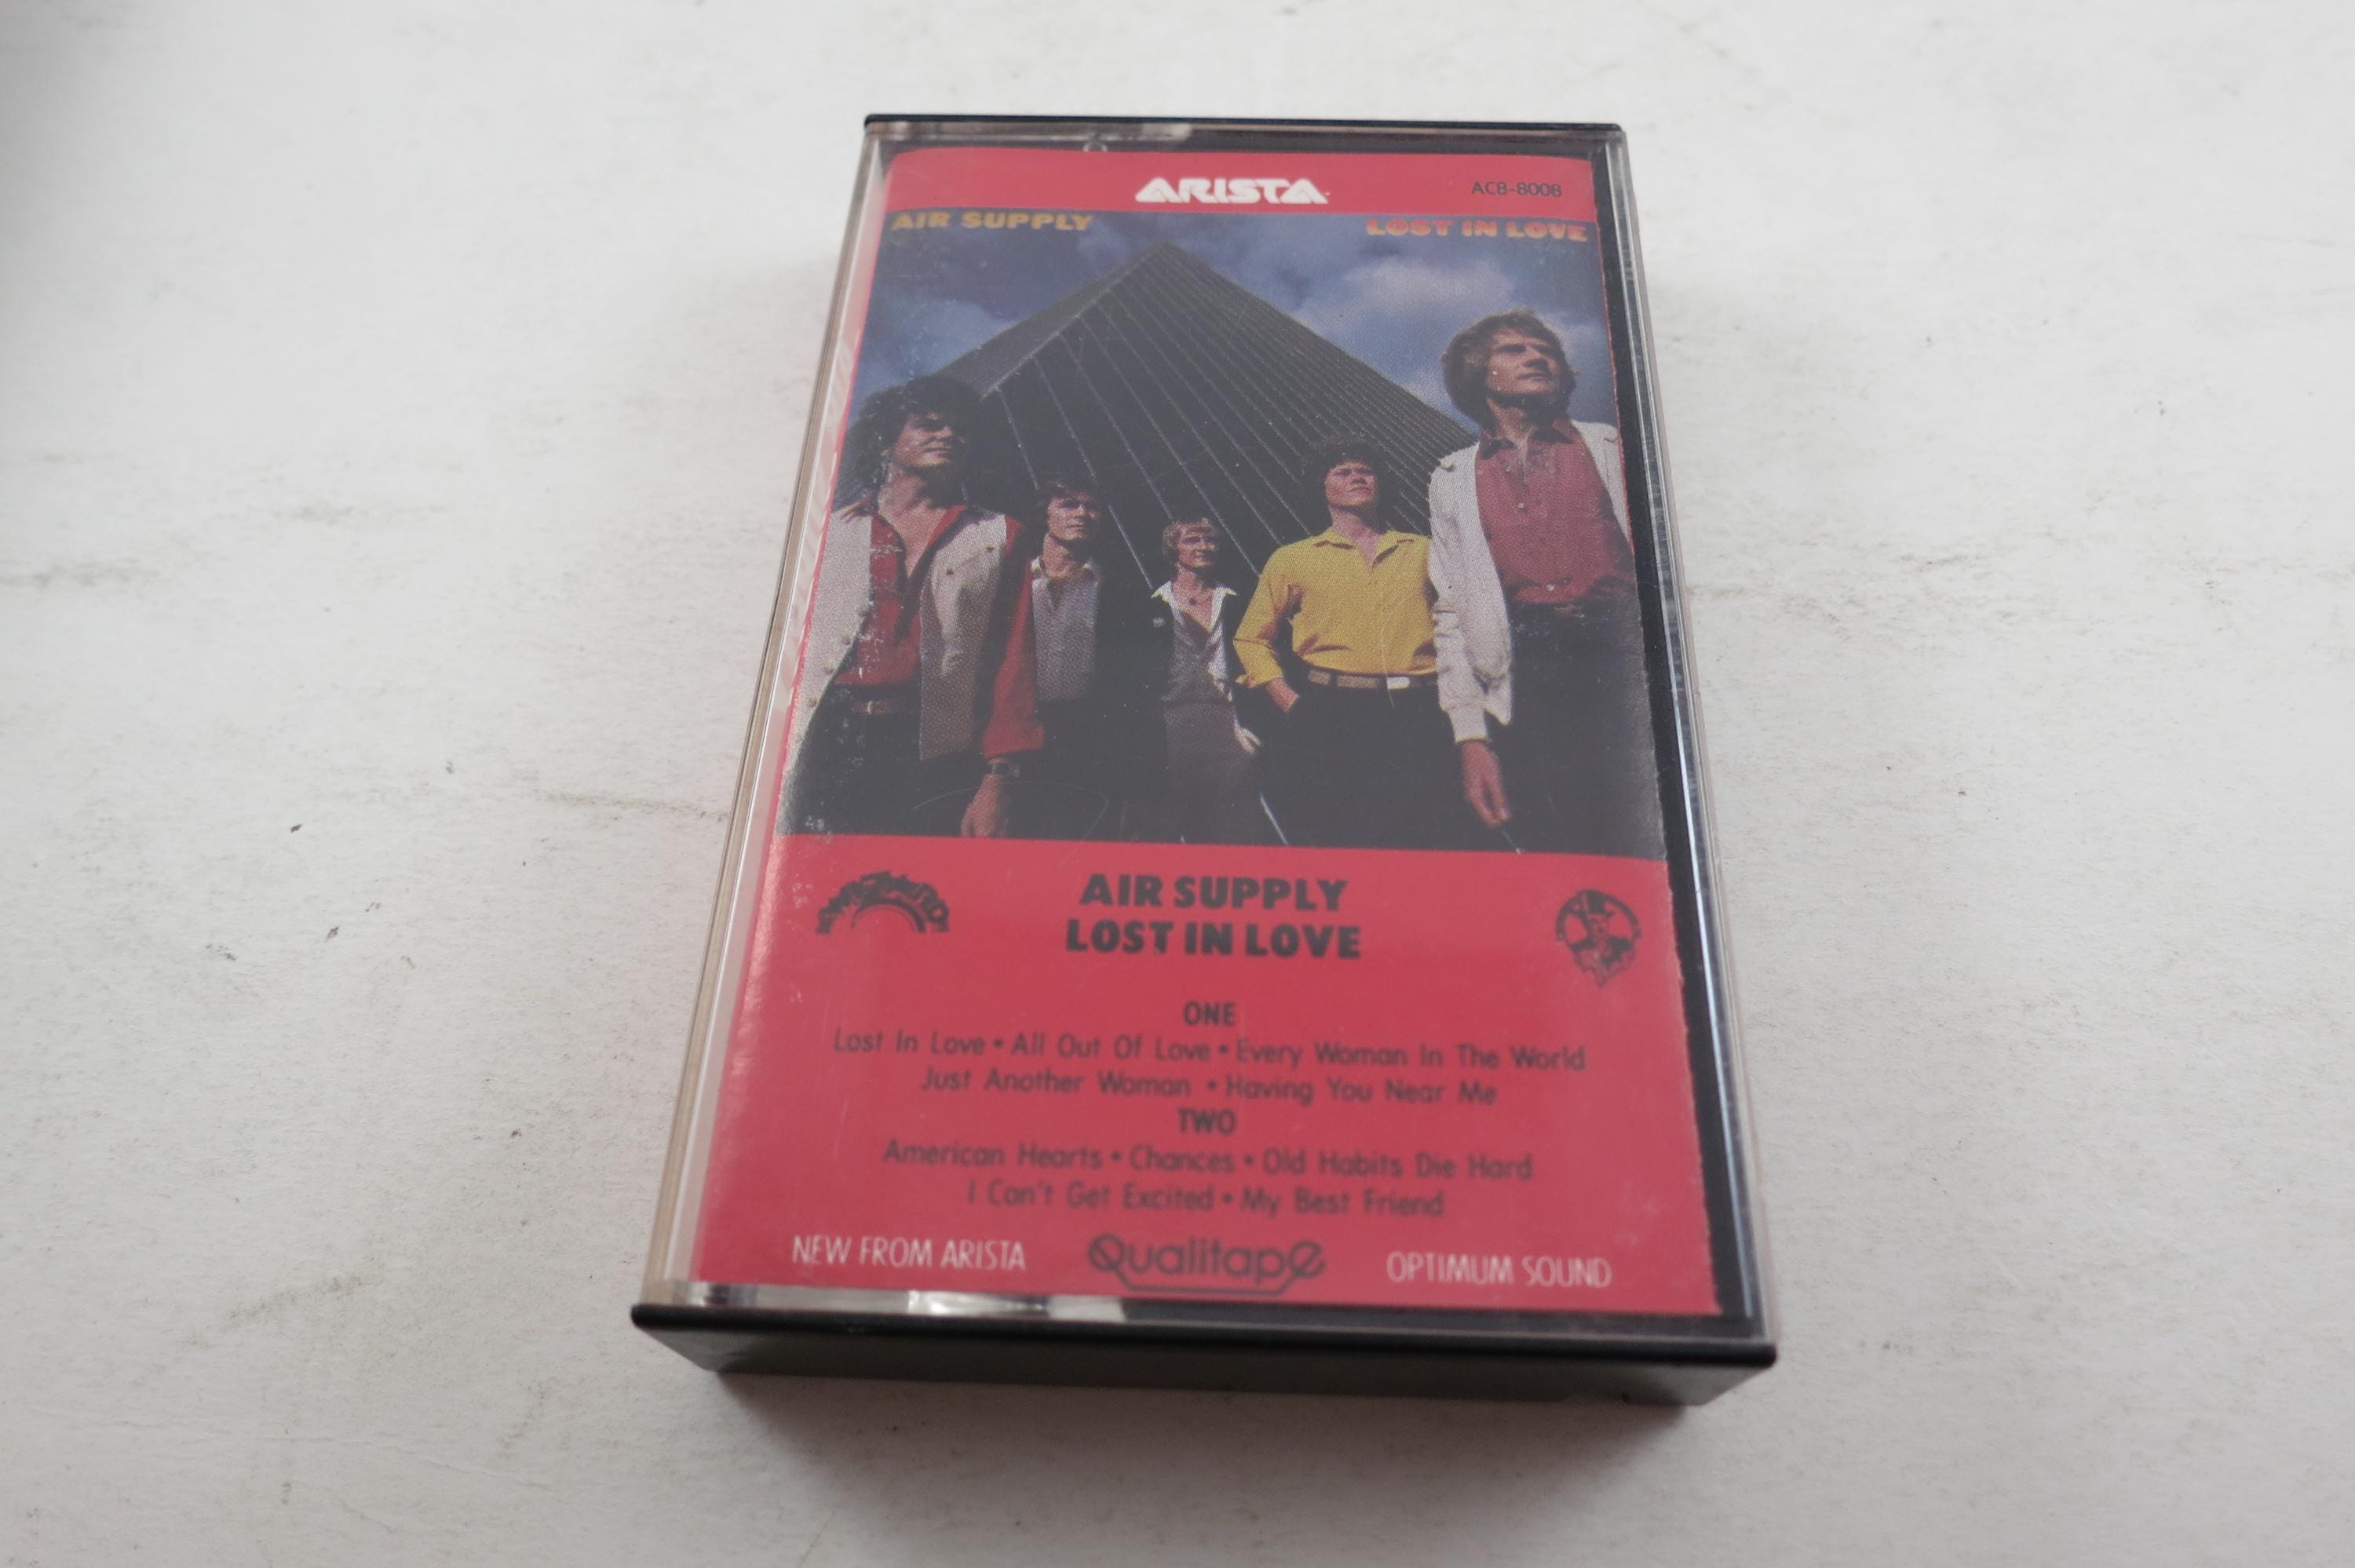 ARISTA
AC8-8008
AIR SUPPLY
LOST IN LOVE
AIR SUPPLY
LOST IN LOVE
ONE
Lost In Love • All Out Of Love • Every Woman In The World
Just Another Woman • Having You Near Me
TWO
American Hearts • Chances • Old Habits Die Hard
I Can't Get Excited • My Best Friend
NEW FROM ARISTA
Qualitape
OPTIMUM SOUND